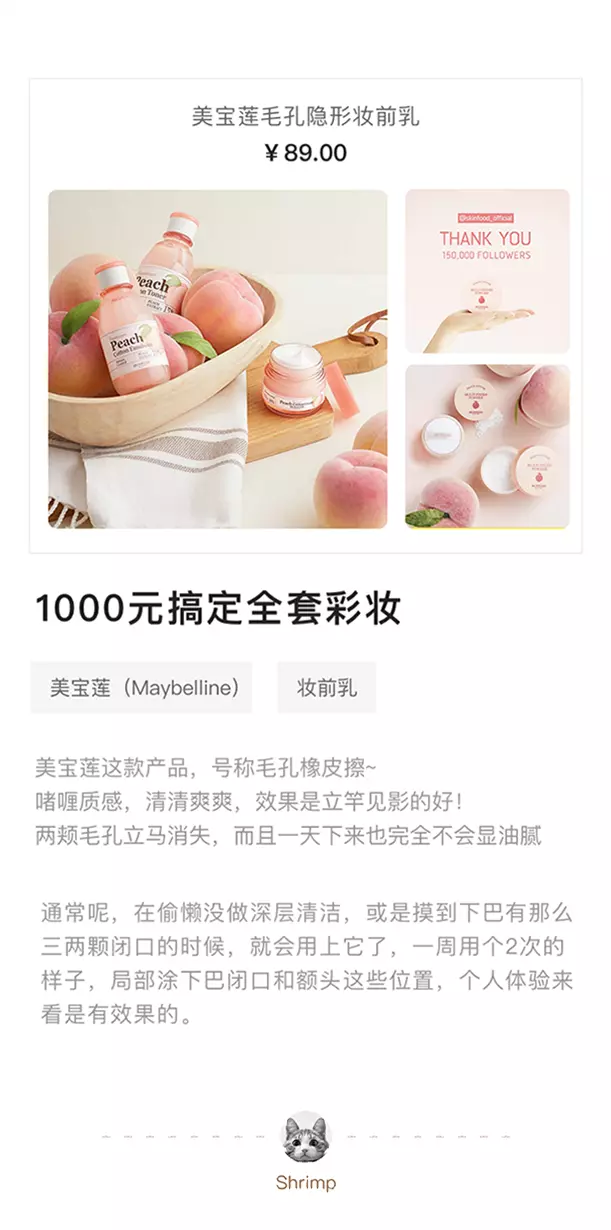 美宝莲毛孔隐形妆前乳
¥ 89.00
Peach
Peach
@skinfood_official
THANK YOU
150,000 FOLLOWERS
1000元搞定全套彩妆
美宝莲（Maybelline）
妆前乳
美宝莲这款产品，号称毛孔橡皮擦~
啫喱质感，清清爽爽，效果是立竿见影的好！
两颊毛孔立马消失，而且一天下来也完全不会显油腻
通常呢，在偷懒没做深层清洁，或是摸到下巴有那么
三两颗闭口的时候，就会用上它了，一周用个2次的
样子，局部涂下巴闭口和额头这些位置，个人体验来
看是有效果的。
Shrimp